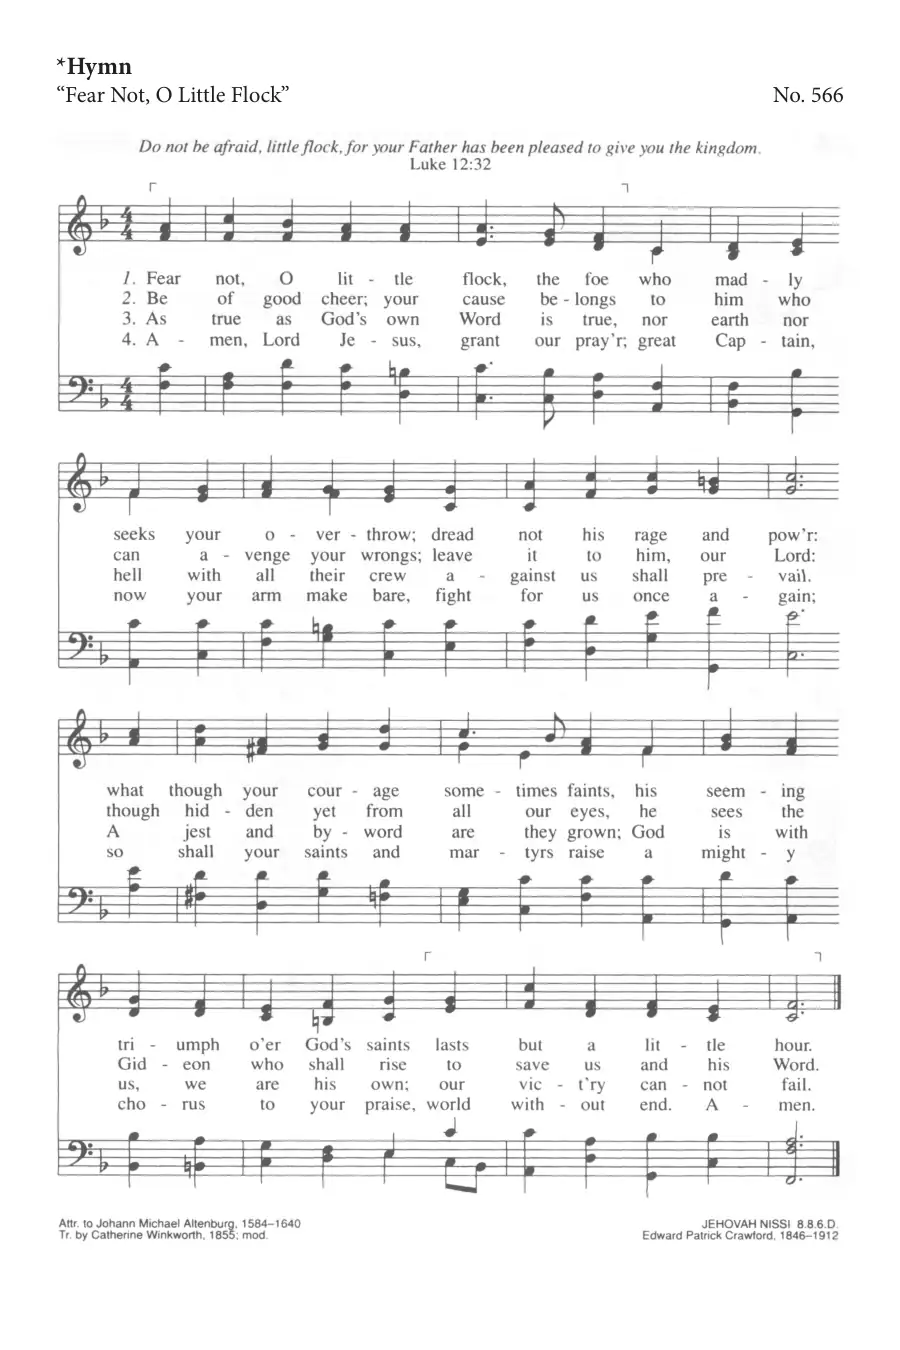 *Hymn
“Fear Not, O Little Flock” No. 566
Do not be afraid, little flock, for your Father has been pleased to give you the kingdom.
Luke 12:32
1. Fear not, O lit - tle flock, the foe who mad - ly
2. Be of good cheer; your cause be - longs to him who
3. As true as God's own Word is true, nor earth nor
4. A - men, Lord Je - sus, grant our pray'r; great Cap - tain,
seeks your o - ver - throw; dread not his rage and pow'r:
can a - venge your wrongs; leave it to him, our Lord:
hell with all their crew a - gainst us shall pre - vail.
now your arm make bare, fight for us once a - gain;
what though your cour - age some - times faints, his seem - ing
though hid - den yet from all our eyes, he sees the
A jest and by - word are they grown; God is with
so shall your saints and mar - tyrs raise a might - y
tri - umph o'er God's saints lasts but a lit - tle hour.
Gid - eon who shall rise to save us and his Word.
us, we are his own; our vic - t'ry can - not fail.
cho - rus to your praise, world with - out end. A - men.
Attr. to Johann Michael Altenburg, 1584–1640 JEHOVAH NISSI 8.8.6.D.
Tr. by Catherine Winkworth, 1855; mod. Edward Patrick Crawford, 1846–1912